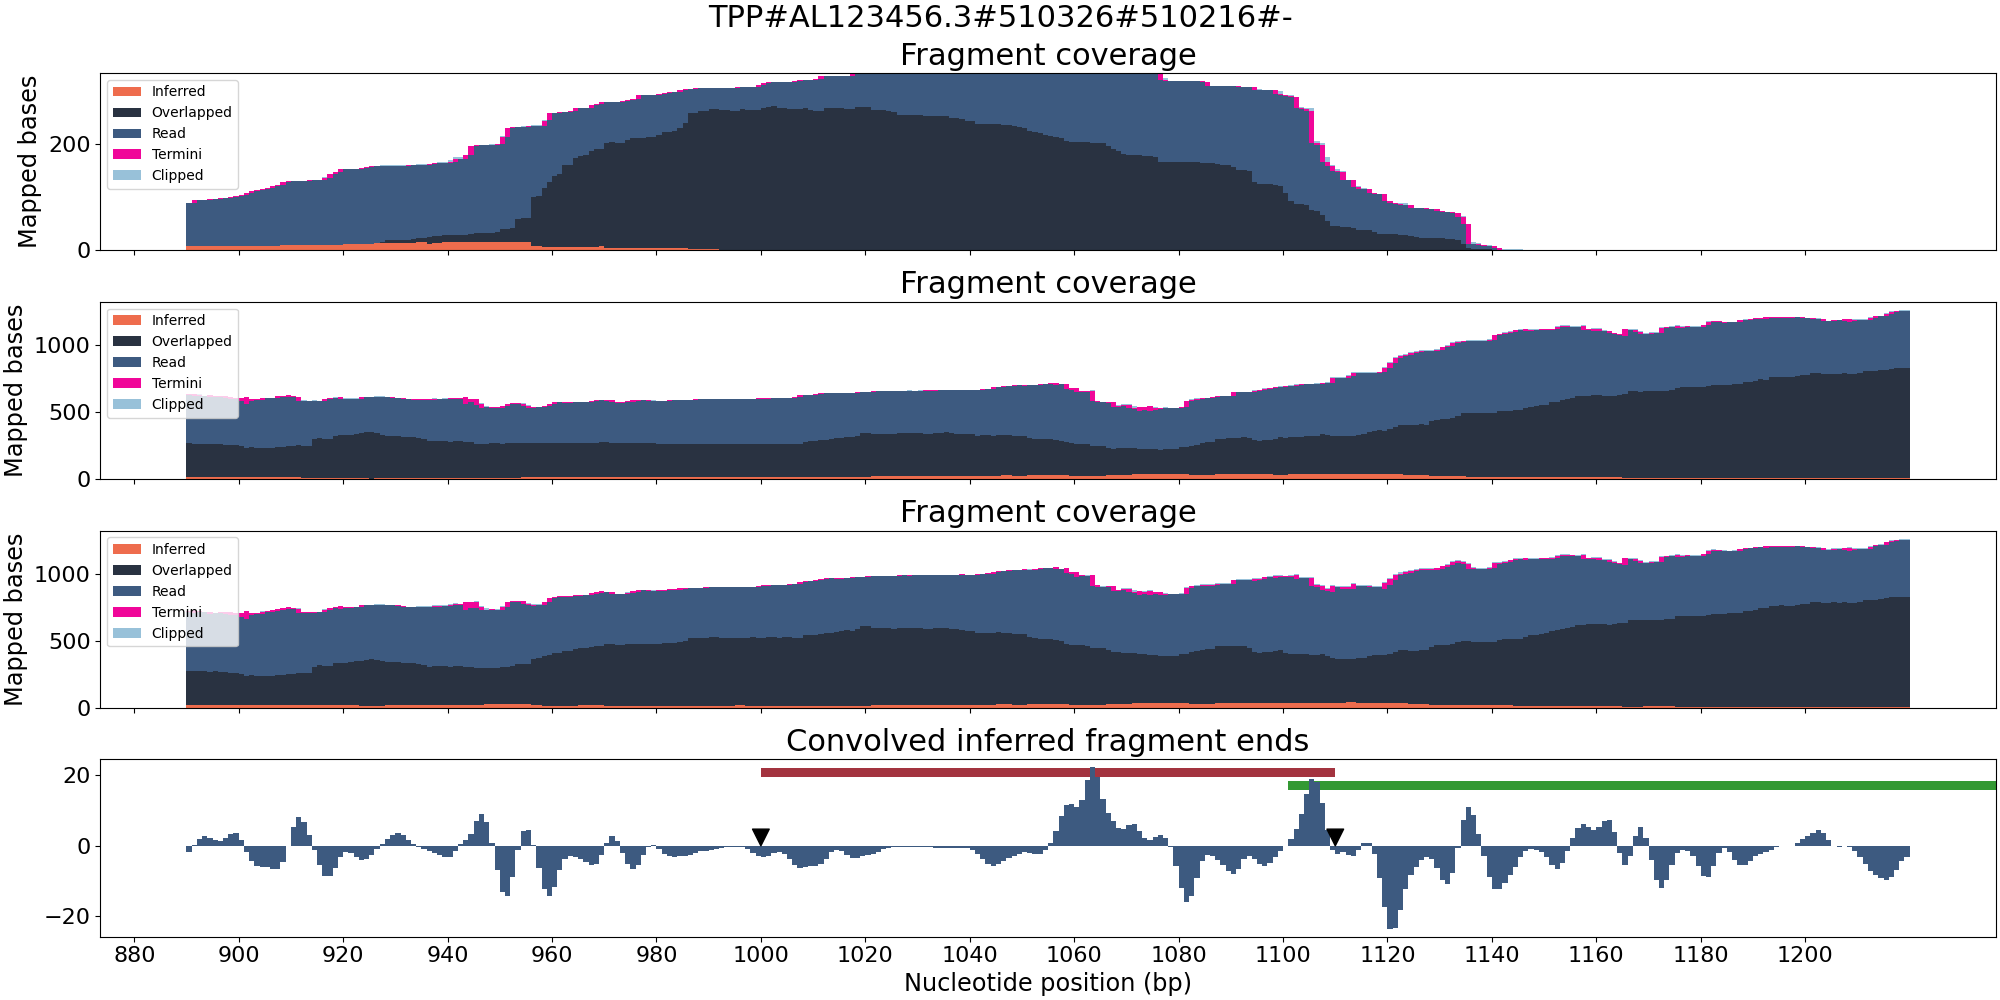 TPP#AL123456.3#510326#510216#-
Fragment coverage
Mapped bases
200
0
Inferred
Overlapped
Read
Termini
Clipped
Fragment coverage
Mapped bases
1000
500
0
Inferred
Overlapped
Read
Termini
Clipped
Fragment coverage
Mapped bases
1000
500
0
Inferred
Overlapped
Read
Termini
Clipped
Convolved inferred fragment ends
20
0
−20
880 900 920 940 960 980 1000 1020 1040 1060 1080 1100 1120 1140 1160 1180 1200
Nucleotide position (bp)